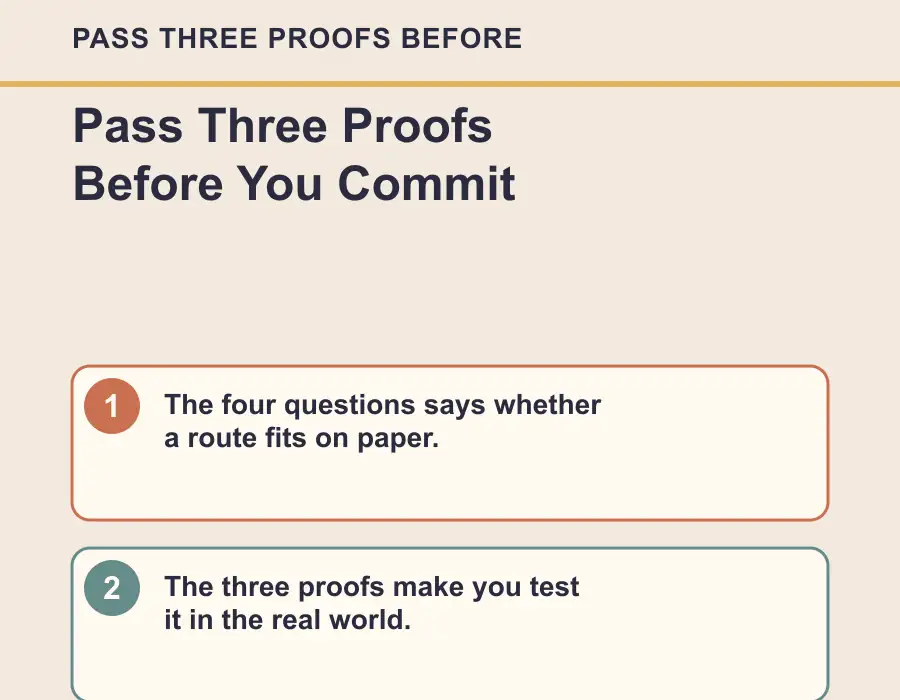 PASS THREE PROOFS BEFORE
Pass Three Proofs
Before You Commit
1
The four questions says whether
a route fits on paper.
2
The three proofs make you test
it in the real world.